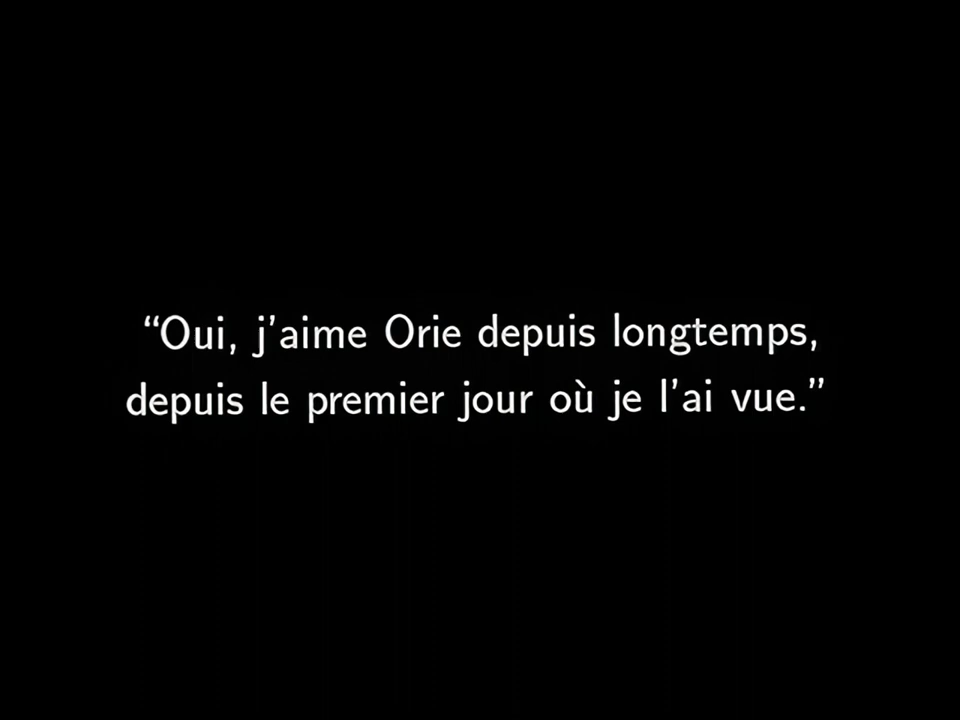 “Oui, j’aime Orie depuis longtemps,
depuis le premier jour où je l’ai vue.”